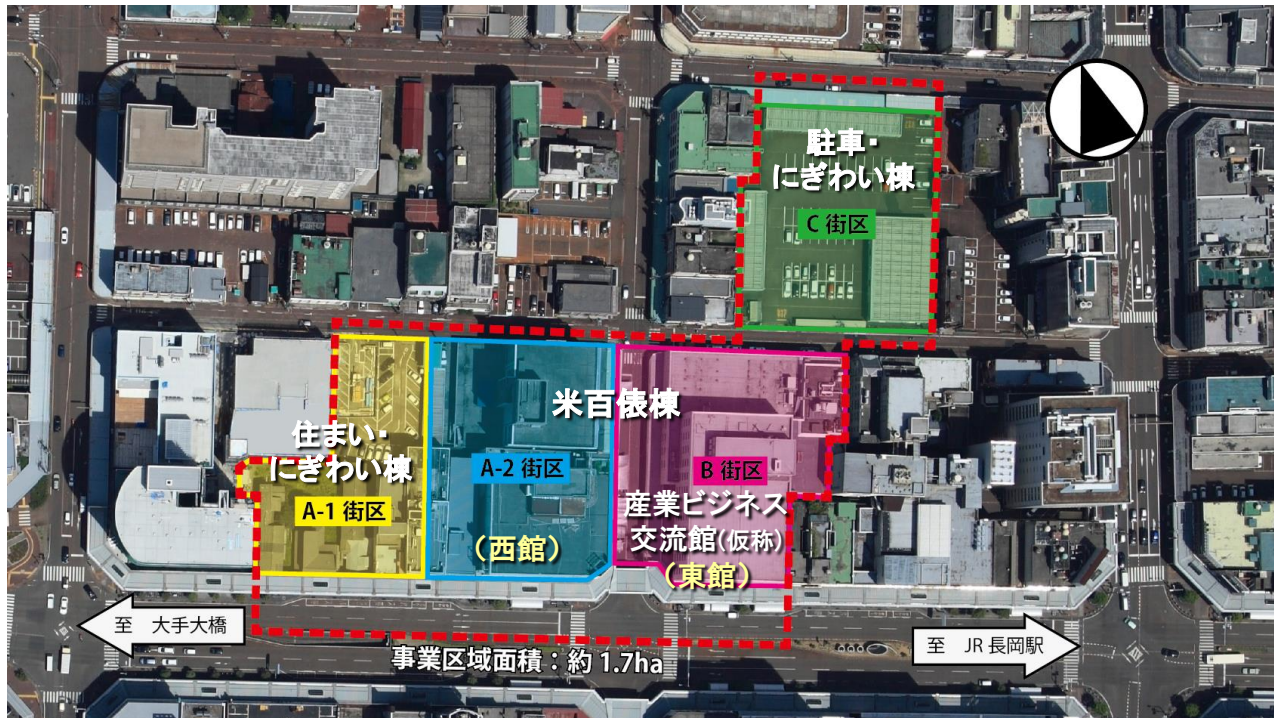 駐車・
にぎわい棟
C 街区
米百俵棟
住まい・
にぎわい棟
A-1 街区
A-2 街区
（西館）
B 街区
産業ビジネス
交流館(仮称)
（東館）
至 大手大橋
至 JR 長岡駅
事業区域面積：約 1.7ha